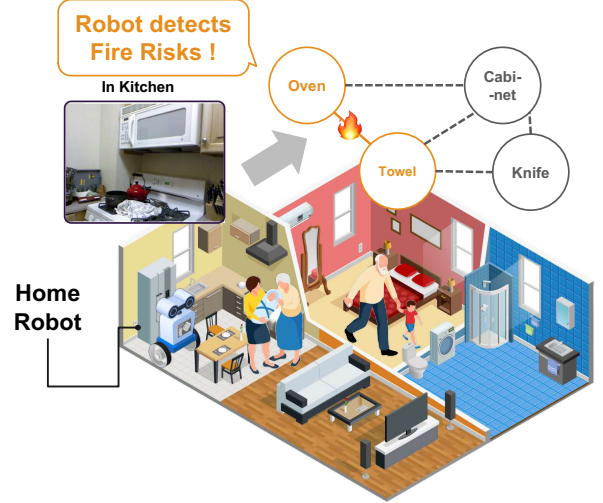 Robot detects
Fire Risks !
In Kitchen
Oven
Cabi-
-net
Towel
Knife
Home
Robot